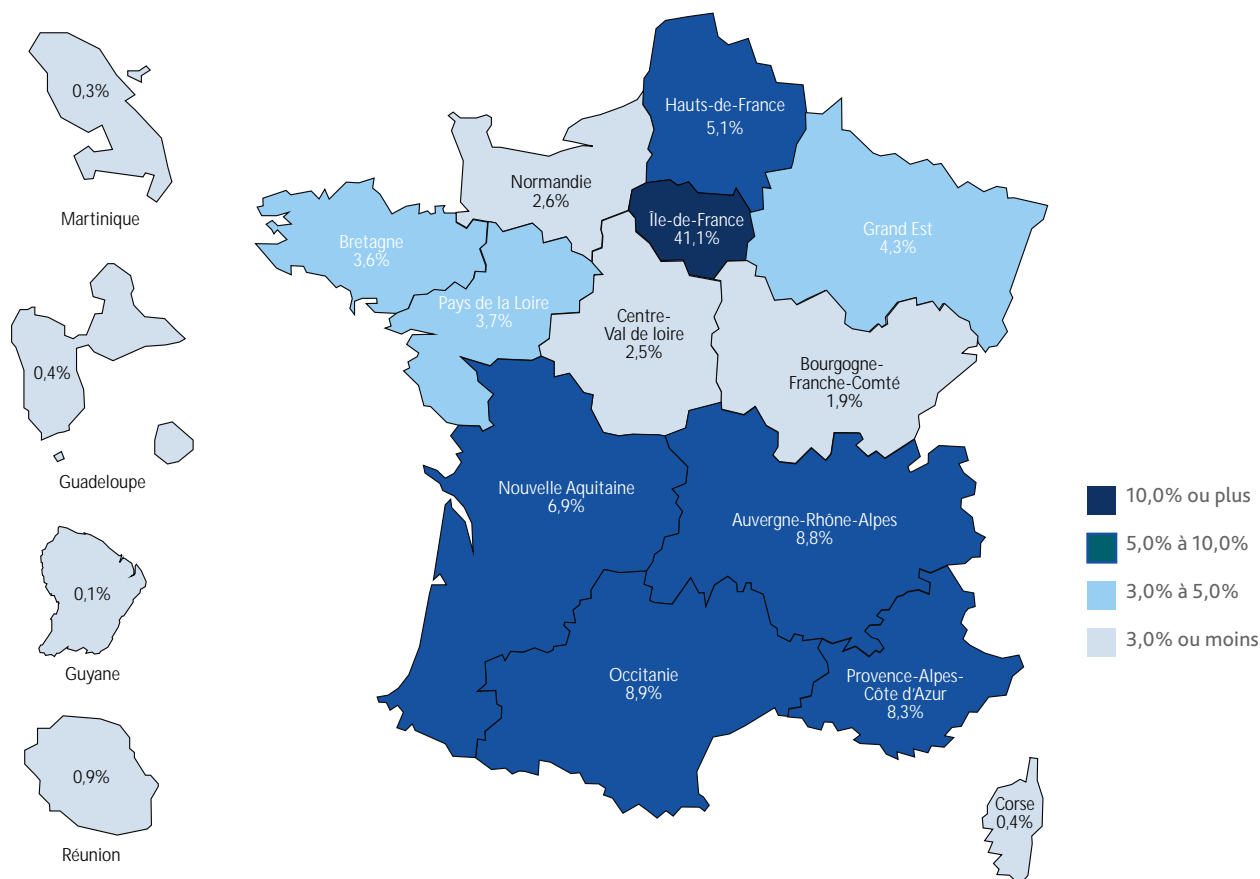 0,3%
Martinique
0,4%
Guadeloupe
0,1%
Guyane
0,9%
Réunion
Hauts-de-France
5,1%
Normandie
2,6%
Île-de-France
41,1%
Grand Est
4,3%
Bretagne
3,6%
Pays de la Loire
3,7%
Centre-
Val de loire
2,5%
Bourgogne-
Franche-Comté
1,9%
Nouvelle Aquitaine
6,9%
Auvergne-Rhône-Alpes
8,8%
Occitanie
8,9%
Provence-Alpes-
Côte d'Azur
8,3%
Corse
0,4%
10,0% ou plus
5,0% à 10,0%
3,0% à 5,0%
3,0% ou moins